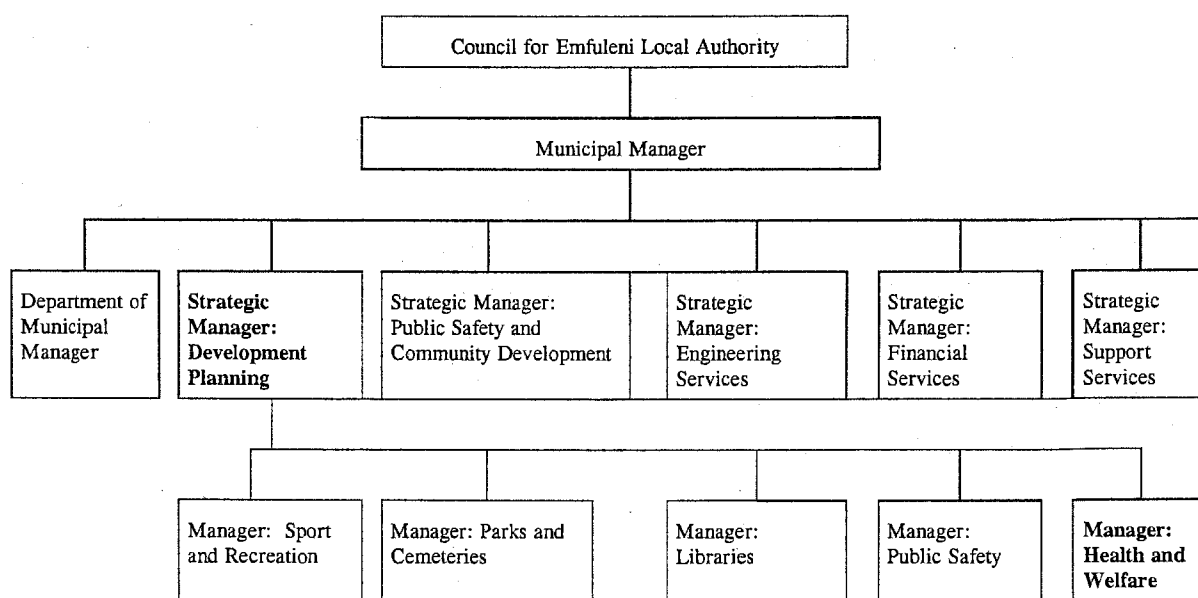 Council for Emfuleni Local Authority
Municipal Manager
Department of
Municipal
Manager
Strategic
Manager:
Development
Planning
Strategic Manager:
Public Safety and
Community Development
Strategic
Manager:
Engineering
Services
Strategic
Manager:
Financial
Services
Strategic
Manager:
Support
Services
Manager: Sport
and Recreation
Manager: Parks and
Cemeteries
Manager:
Libraries
Manager:
Public Safety
Manager:
Health and
Welfare